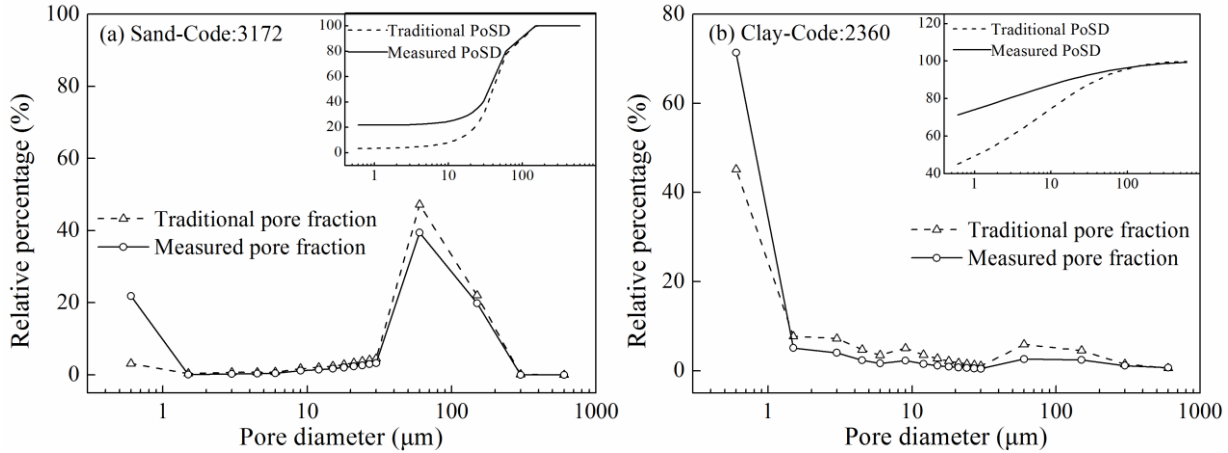 (a) Sand-Code:3172
Relative percentage (%)
100
80
60
40
20
0
Traditional PoSD
Measured PoSD
100
80
60
40
20
0
1
10
100
Traditional pore fraction
Measured pore fraction
1
10
100
1000
Pore diameter (μm)
(b) Clay-Code:2360
Relative percentage (%)
80
60
40
20
0
Traditional PoSD
Measured PoSD
120
100
80
60
40
1
10
100
Traditional pore fraction
Measured pore fraction
1
10
100
1000
Pore diameter (μm)